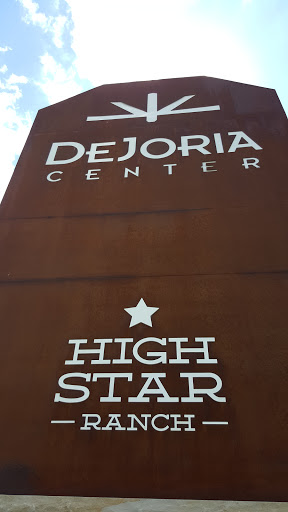 DEJORIA
CENTER
HIGH
STAR
— RANCH —